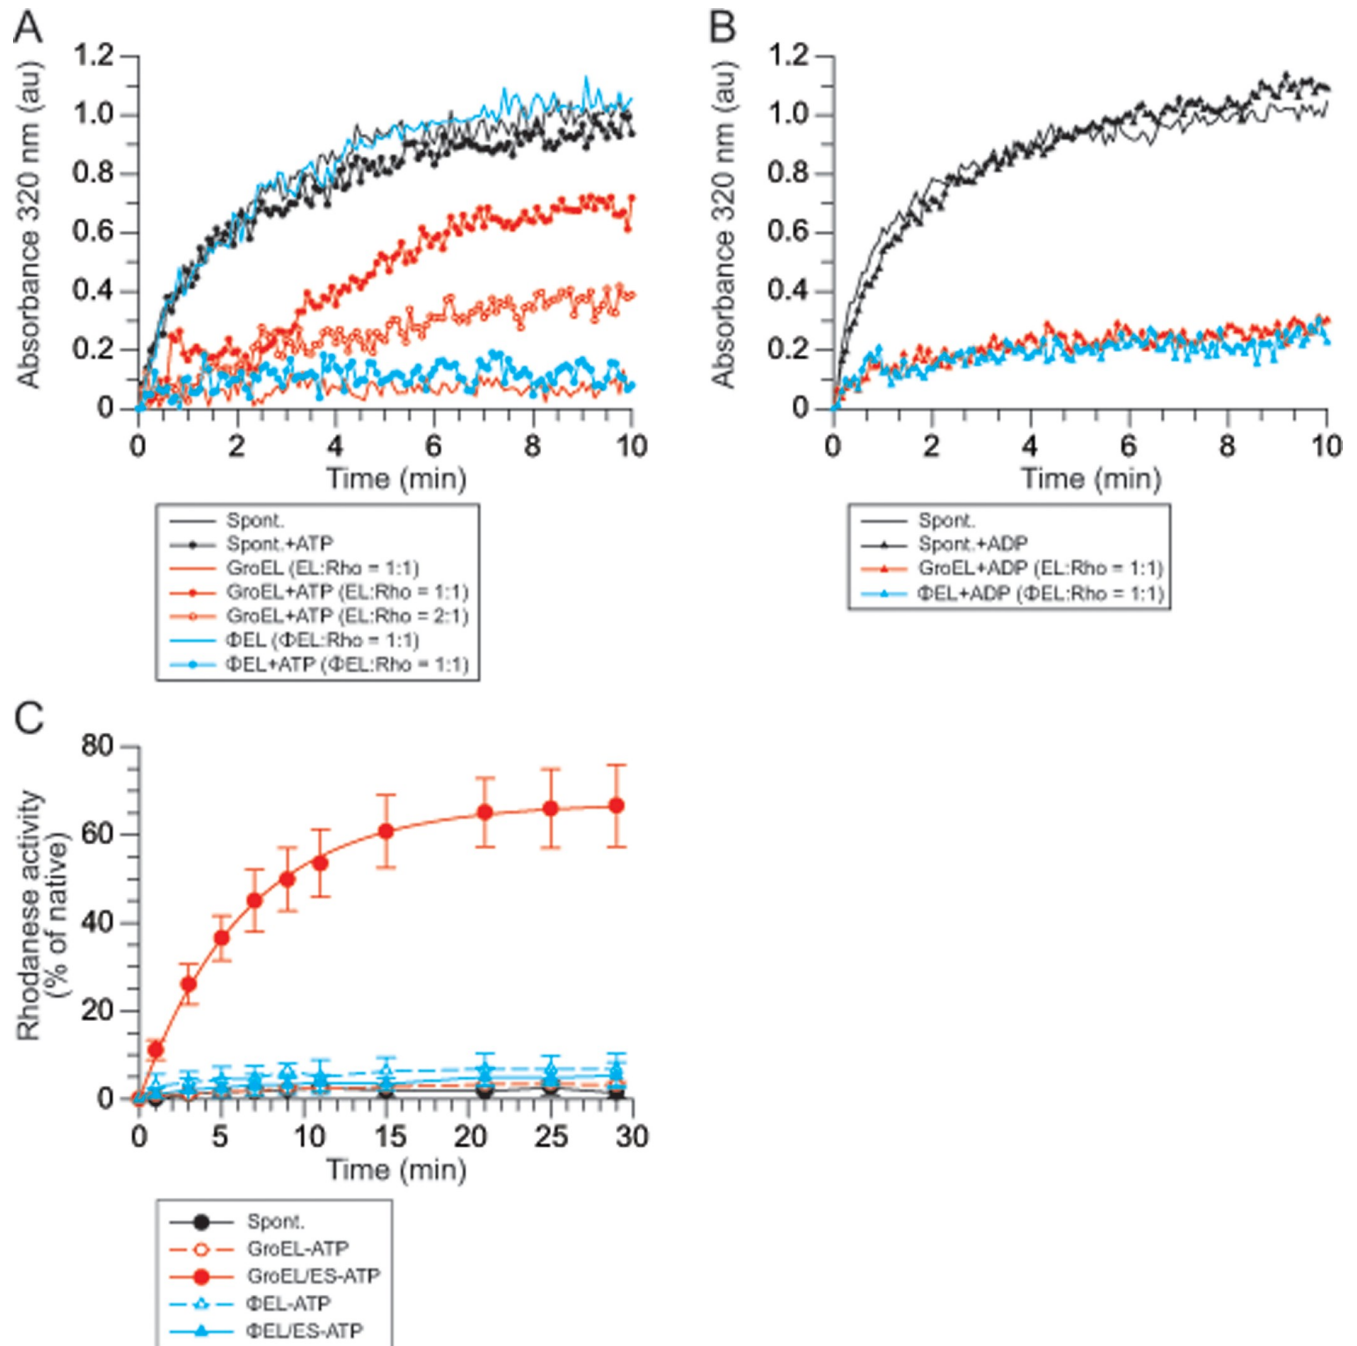 A
1.2
1.0
0.8
0.6
0.4
0.2
0
Absorbance 320 nm (au)
0 2 4 6 8 10
Time (min)
Spont.
Spont.+ATP
GroEL (EL:Rho = 1:1)
GroEL+ATP (EL:Rho = 1:1)
GroEL+ATP (EL:Rho = 2:1)
ΦEL (ΦEL:Rho = 1:1)
ΦEL+ATP (ΦEL:Rho = 1:1)
B
1.2
1.0
0.8
0.6
0.4
0.2
0
Absorbance 320 nm (au)
0 2 4 6 8 10
Time (min)
Spont.
Spont.+ADP
GroEL+ADP (EL:Rho = 1:1)
ΦEL+ADP (ΦEL:Rho = 1:1)
C
80
60
40
20
0
Rhodanese activity
(% of native)
0 5 10 15 20 25 30
Time (min)
Spont.
GroEL-ATP
GroEL/ES-ATP
ΦEL-ATP
ΦEL/ES-ATP